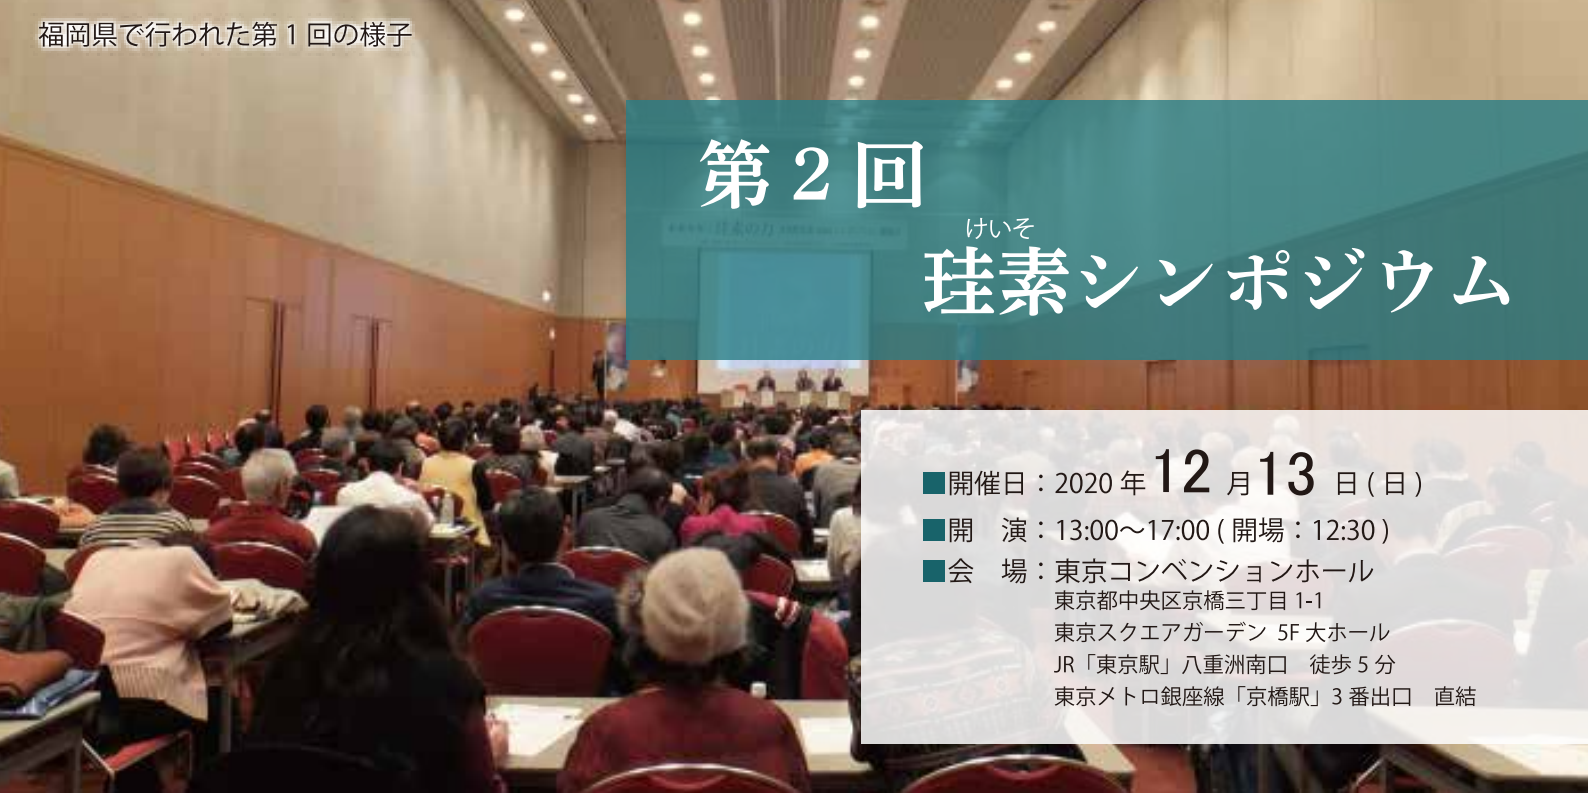 福岡県で行われた第1回の様子
第2回
けいそ
珪素シンポジウム
■開催日：2020年12月13日(日)
■開　演：13:00～17:00(開場：12:30)
■会　場：東京コンベンションホール
東京都中央区京橋三丁目1-1
東京スクエアガーデン 5F大ホール
JR「東京駅」八重洲南口　徒歩5分
東京メトロ銀座線「京橋駅」3番出口　直結